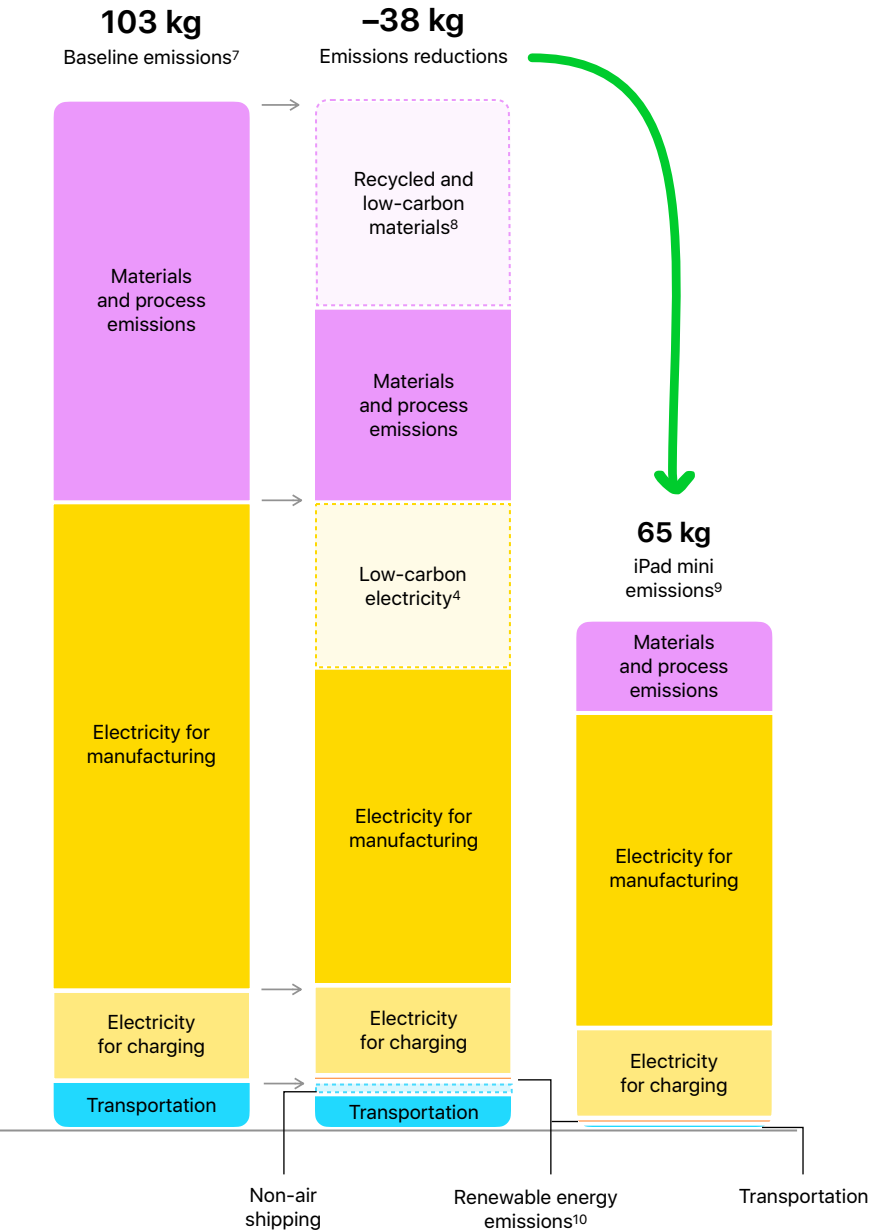 103 kg
Baseline emissions⁷
Materials
and process
emissions
Electricity for
manufacturing
Electricity
for charging
Transportation
–38 kg
Emissions reductions
Recycled and
low-carbon
materials⁸
Materials
and process
emissions
Low-carbon
electricity⁴
Electricity for
manufacturing
Electricity
for charging
Transportation
65 kg
iPad mini
emissions⁹
Materials
and process
emissions
Electricity for
manufacturing
Electricity
for charging
Non-air
shipping
Renewable energy
emissions¹⁰
Transportation